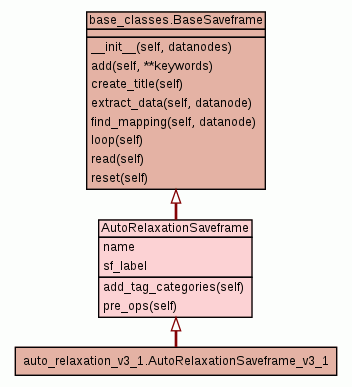 base_classes.BaseSaveframe
__init__(self, datanodes)
add(self, **keywords)
create_title(self)
extract_data(self, datanode)
find_mapping(self, datanode)
loop(self)
read(self)
reset(self)
AutoRelaxationSaveframe
name
sf_label
add_tag_categories(self)
pre_ops(self)
auto_relaxation_v3_1.AutoRelaxationSaveframe_v3_1